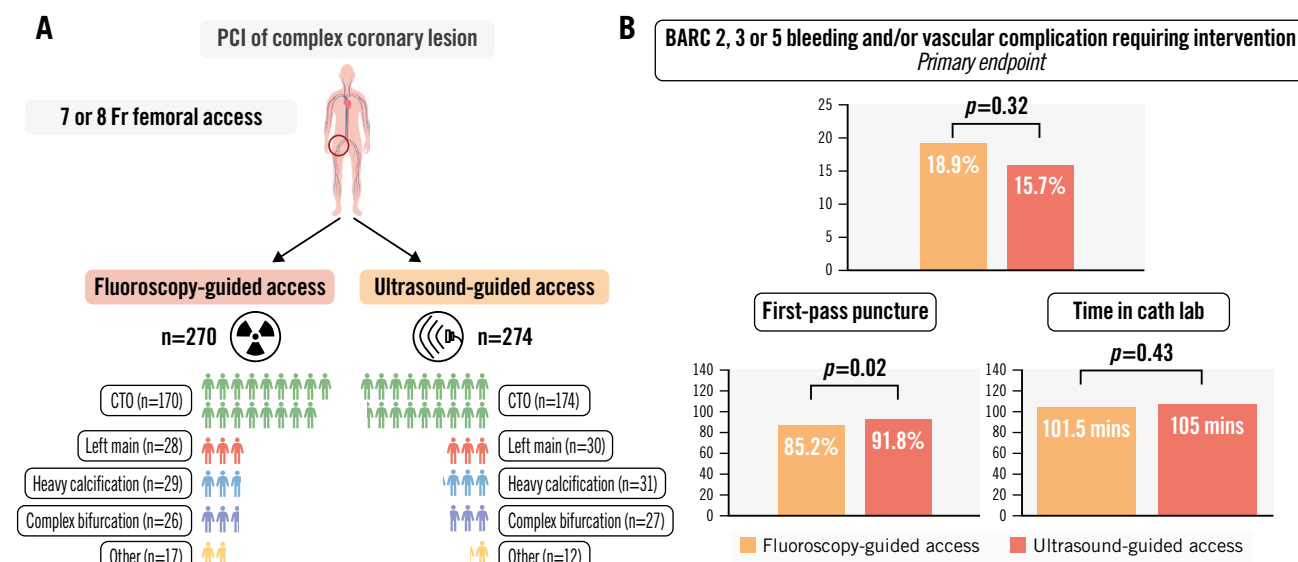 A
PCI of complex coronary lesion
7 or 8 Fr femoral access
Fluoroscopy-guided access
Ultrasound-guided access
n=270
n=274
CTO (n=170)
CTO (n=174)
Left main (n=28)
Left main (n=30)
Heavy calcification (n=29)
Heavy calcification (n=31)
Complex bifurcation (n=26)
Complex bifurcation (n=27)
Other (n=17)
Other (n=12)
B
BARC 2, 3 or 5 bleeding and/or vascular complication requiring intervention
Primary endpoint
25
20
15
10
5
0
p=0.32
18.9%
15.7%
First-pass puncture
140
120
100
80
60
40
20
0
p=0.02
85.2%
91.8%
Time in cath lab
140
120
100
80
60
40
20
0
p=0.43
101.5 mins
105 mins
Fluoroscopy-guided access
Ultrasound-guided access